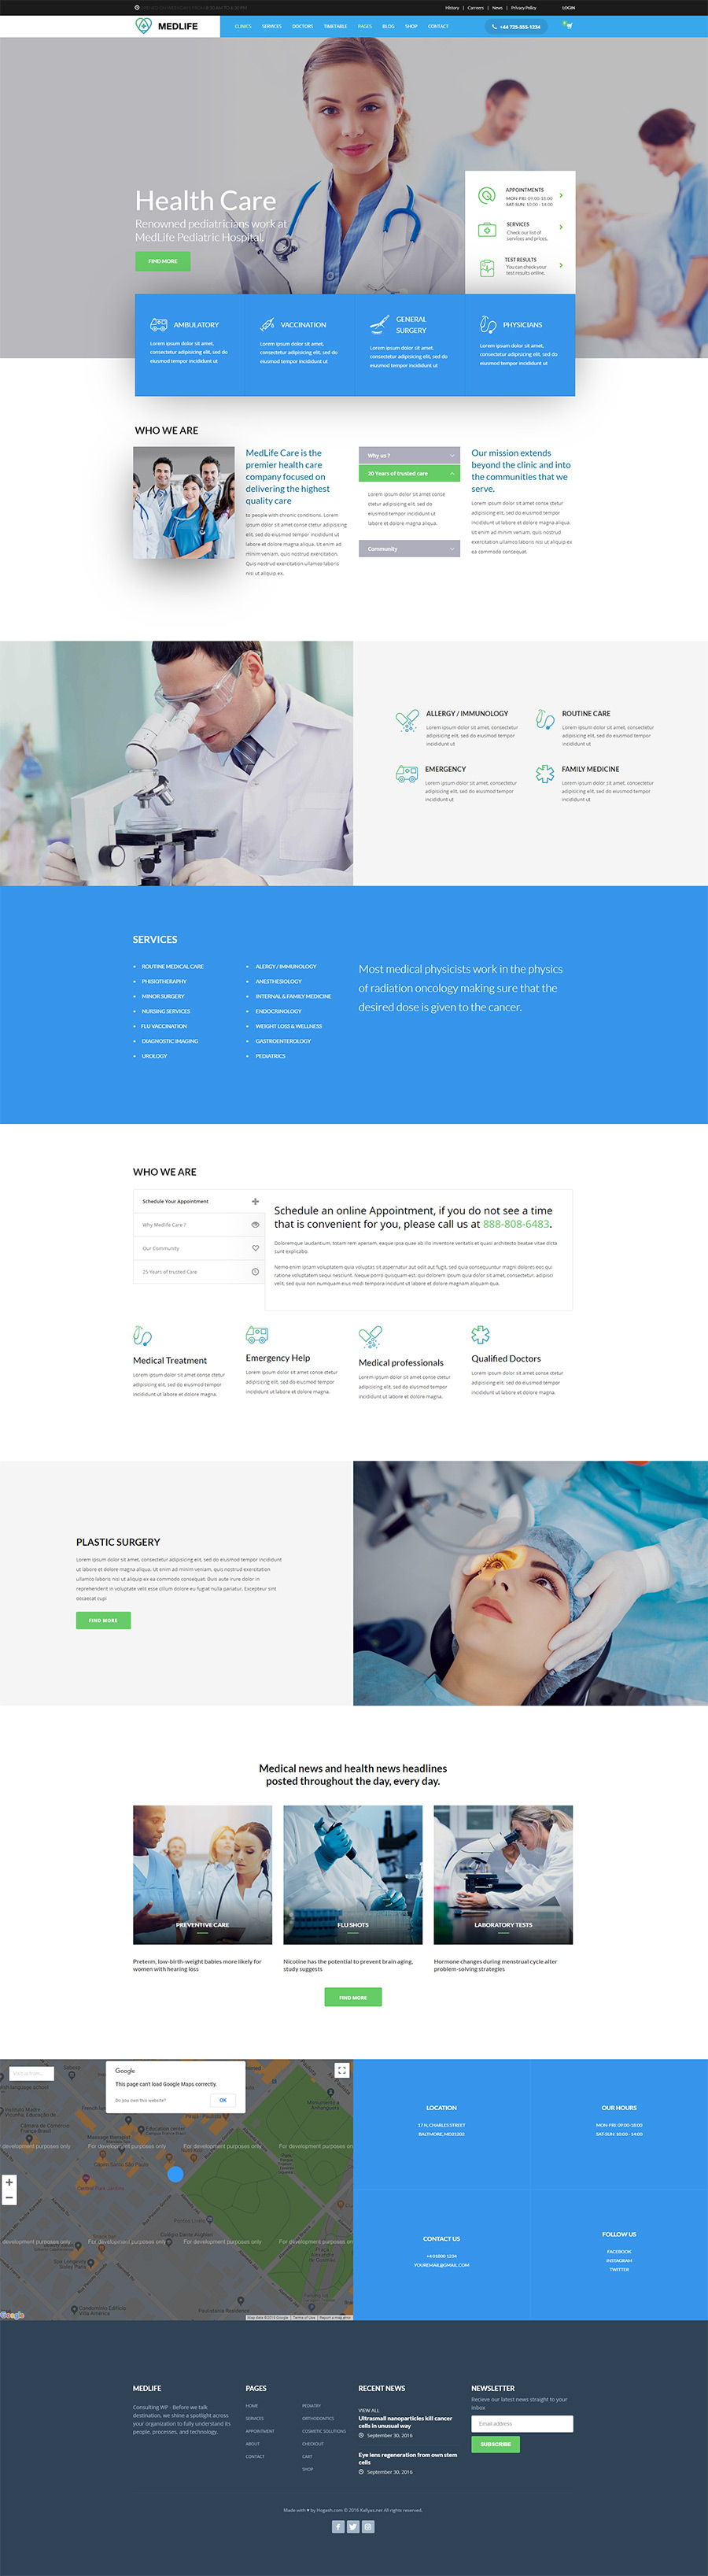 History | Carreers | News | Privacy Policy LOGIN
MEDLIFE
CLINICS SERVICES DOCTORS TIMETABLE PAGES BLOG SHOP CONTACT
+44 725-555-1234
Health Care
Renowned pediatricians work at
MedLife Pediatric Hospital.
FIND MORE
APPOINTMENTS
MON-FRI: 09:00-18:00
SAT-SUN: 10:00 - 14:00
SERVICES
Check our list of
services and prices.
TEST RESULTS
You can check your
test results online.
AMBULATORY
Lorem ipsum dolor sit amet,
consectetur adipiscing elit, sed do
eiusmod tempor incididunt ut
VACCINATION
Lorem ipsum dolor sit amet,
consectetur adipiscing elit, sed do
eiusmod tempor incididunt ut
GENERAL
SURGERY
Lorem ipsum dolor sit amet,
consectetur adipiscing elit, sed do
eiusmod tempor incididunt ut
PHYSICIANS
Lorem ipsum dolor sit amet,
consectetur adipiscing elit, sed do
eiusmod tempor incididunt ut
WHO WE ARE
MedLife Care is the
premier health care
company focused on
delivering the highest
quality care
to people with chronic conditions. Lorem
ipsum dolor sit amet conse ctetur adipiscing
elit, sed do eiusmod tempor incididunt ut
labore et dolore magna aliqua. Ut enim ad
minim veniam, quis nostrud exercitation.
Quis nostrud exercitation ullamco laboris
nisi ut aliquip ex.
Why us ?
20 Years of trusted care
Lorem ipsum dolor sit amet conse
ctetur adipiscing elit, sed do
eiusmod tempor incididunt ut
labore et dolore magna aliqua.
Community
Our mission extends
beyond the clinic and into
the communities that we
serve.
Lorem ipsum dolor sit amet conse ctetur
adipiscing elit, sed do eiusmod tempor
incididunt ut labore et dolore magna aliqua.
Ut enim ad minim veniam, quis nostrud
exercitation ullamco laboris nisi ut aliquip ex
ea commodo consequat.
ALLERGY / IMMUNOLOGY
Lorem ipsum dolor sit amet, consectetur
adipisicing elit, sed do eiusmod tempor
incididunt ut
ROUTINE CARE
Lorem ipsum dolor sit amet, consectetur
adipisicing elit, sed do eiusmod tempor
incididunt ut
EMERGENCY
Lorem ipsum dolor sit amet, consectetur
adipisicing elit, sed do eiusmod tempor
incididunt ut
FAMILY MEDICINE
Lorem ipsum dolor sit amet, consectetur
adipisicing elit, sed do eiusmod tempor
incididunt ut
SERVICES
ROUTINE MEDICAL CARE
PHISIOTHERAPHY
MINOR SURGERY
NURSING SERVICES
FLU VACCINATION
DIAGNOSTIC IMAGING
UROLOGY
ALERGY / IMMUNOLOGY
ANESTHESIOLOGY
INTERNAL & FAMILY MEDICINE
ENDOCRINOLOGY
WEIGHT LOSS & WELLNESS
GASTROENTEROLOGY
PEDIATRICS
Most medical physicists work in the physics
of radiation oncology making sure that the
desired dose is given to the cancer.
WHO WE ARE
Schedule Your Appointment
Why Medlife Care ?
Our Community
25 Years of trusted Care
Schedule an online Appointment, if you do not see a time
that is convenient for you, please call us at 888-808-6483.
Doloremque laudantium, totam rem aperiam, eaque ipsa quae ab illo inventore veritatis et quasi architecto beatae vitae dicta
sunt explicabo.
Nemo enim ipsam voluptatem quia voluptas sit aspernatur aut odit aut fugit, sed quia consequuntur magni dolores eos qui
ratione voluptatem sequi nesciunt. Neque porro quisquam est, qui dolorem ipsum quia dolor sit amet, consectetur, adipisci
velit, sed quia non numquam eius modi tempora incidunt ut labore et dolore magnam aliquam qua.
Medical Treatment
Lorem ipsum dolor sit amet conse ctetur
adipiscing elit, sed do eiusmod tempor
incididunt ut labore et dolore magna.
Emergency Help
Lorem ipsum dolor sit amet conse ctetur
adipiscing elit, sed do eiusmod tempor
incididunt ut labore et dolore magna.
Medical professionals
Lorem ipsum dolor sit amet conse ctetur
adipiscing elit, sed do eiusmod tempor
incididunt ut labore et dolore magna.
Qualified Doctors
Lorem ipsum dolor sit amet conse ctetur
adipiscing elit, sed do eiusmod tempor
incididunt ut labore et dolore magna.
PLASTIC SURGERY
Lorem ipsum dolor sit amet, consectetur adipisicing elit, sed do eiusmod tempor incididunt
ut labore et dolore magna aliqua. Ut enim ad minim veniam, quis nostrud exercitation
ullamco laboris nisi ut aliquip ex ea commodo consequat. Duis aute irure dolor in
reprehenderit in voluptate velit esse cillum dolore eu fugiat nulla pariatur. Excepteur sint
occaecat cupi
FIND MORE
Medical news and health news headlines
posted throughout the day, every day.
PREVENTIVE CARE
FLU SHOTS
LABORATORY TESTS
Preterm, low-birth-weight babies more likely for
women with hearing loss
Nicotine has the potential to prevent brain aging,
study suggests
Hormone changes during menstrual cycle alter
problem-solving strategies
FIND MORE
Google
This page can't load Google Maps correctly.
Do you own this website?
OK
For development purposes only
For development purposes only
Google
LOCATION
17 N, CHARLES STREET
BALTMORE, MD21202
OUR HOURS
MON-FRI: 09:00-18:00
SAT-SUN: 10:00 - 14:00
CONTACT US
+4 01800 1234
YOUREMAIL@GMAIL.COM
FOLLOW US
FACEBOOK
INSTAGRAM
TWITTER
MEDLIFE
Consulting WP - Before we talk
destination, we shine a spotlight across
your organization to fully understand its
people, processes, and technology.
PAGES
HOME
SERVICES
APPOINTMENT
ABOUT
CONTACT
PEDIATRY
ORTHODONTICS
COSMETIC SOLUTIONS
CHECKOUT
CART
SHOP
RECENT NEWS
VIEW ALL
Ultrasmall nanoparticles kill cancer
cells in unusual way
September 30, 2016
Eye lens regeneration from own stem
cells
September 30, 2016
NEWSLETTER
Recieve our latest news straight to your
inbox
Email address
SUBSCRIBE
Made with ♥ by Hogash.com © 2016 Kallyas.net All rights reserved.